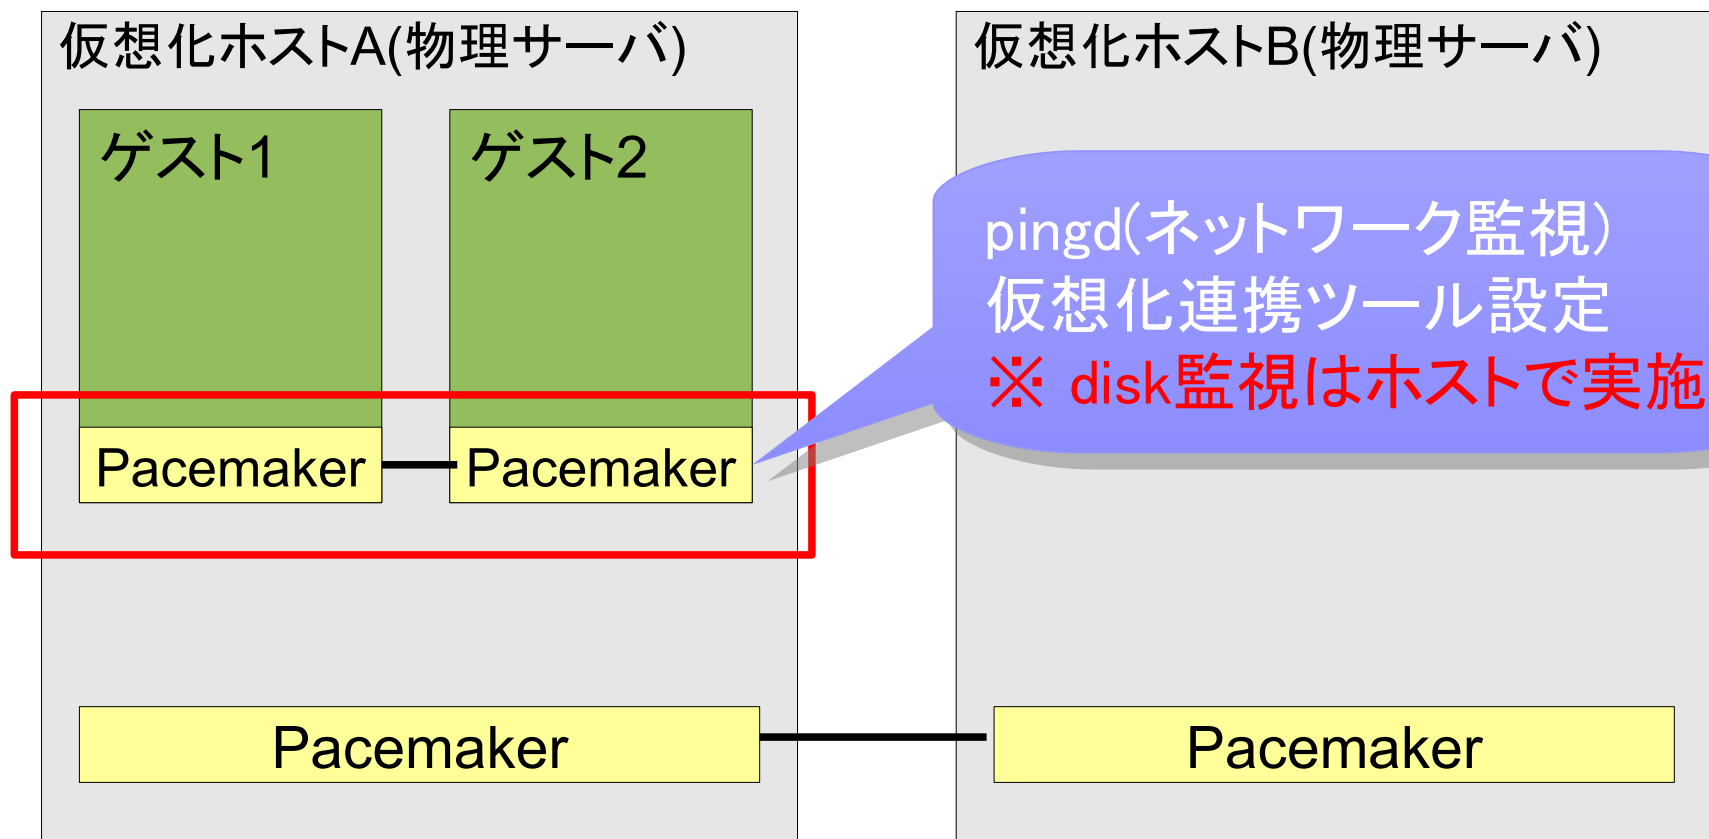 仮想化ホストA(物理サーバ)
仮想化ホストB(物理サーバ)
ゲスト1
ゲスト2
pingd(ネットワーク監視)
仮想化連携ツール設定
※ disk監視はホストで実施
Pacemaker
Pacemaker
Pacemaker
Pacemaker